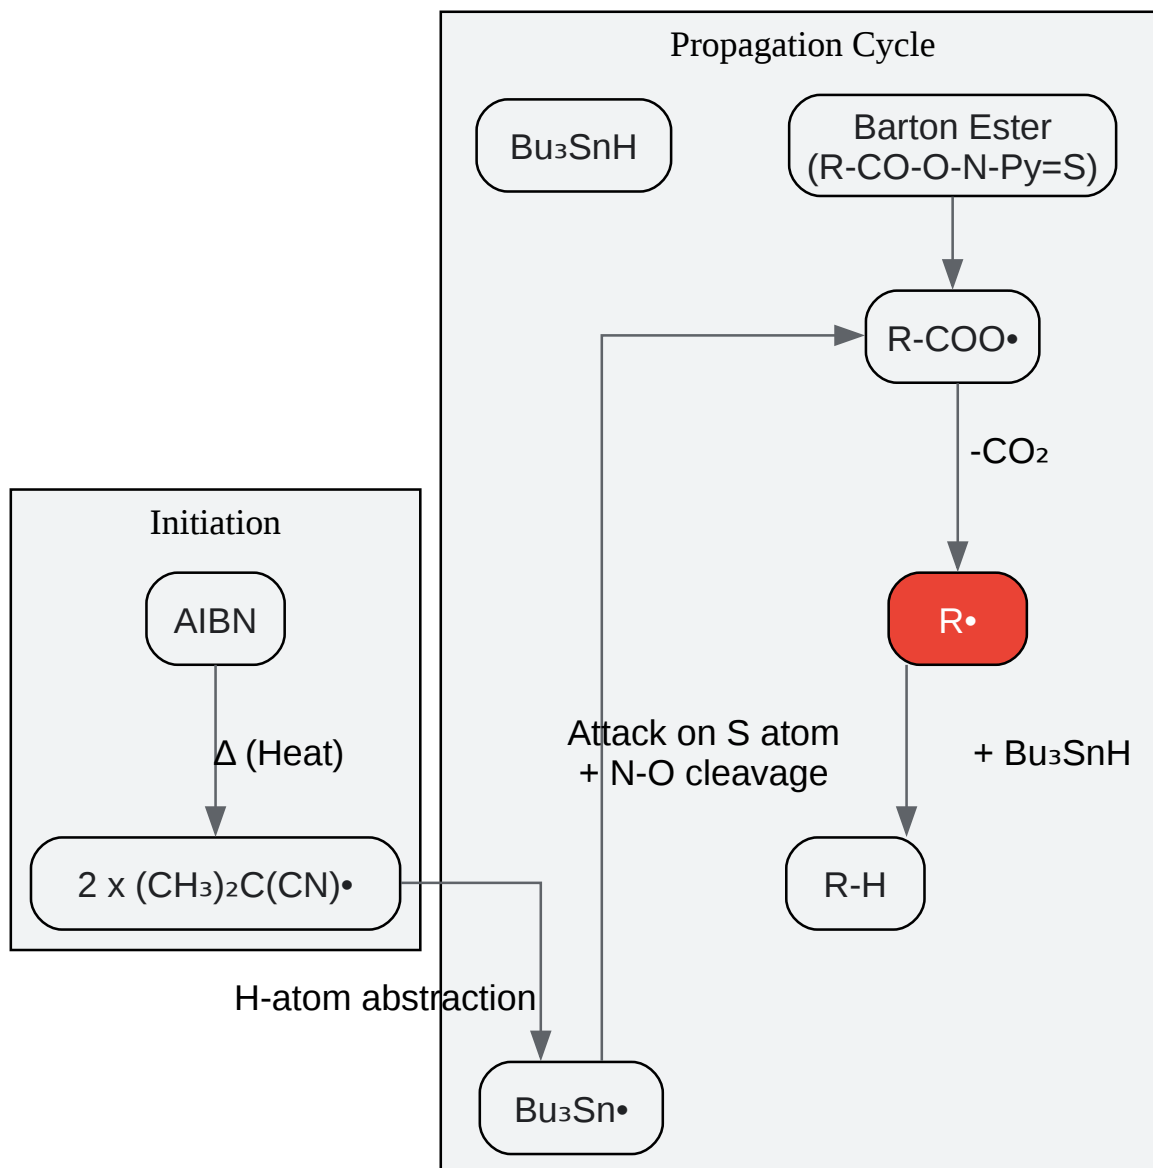 Propagation Cycle
Bu₃SnH
Barton Ester
(R-CO-O-N-Py=S)
R-COO•
-CO₂
Initiation
AIBN
R•
Δ (Heat)
Attack on S atom
+ N-O cleavage
+ Bu₃SnH
2 x (CH₃)₂C(CN)•
R-H
H-atom abstraction
Bu₃Sn•